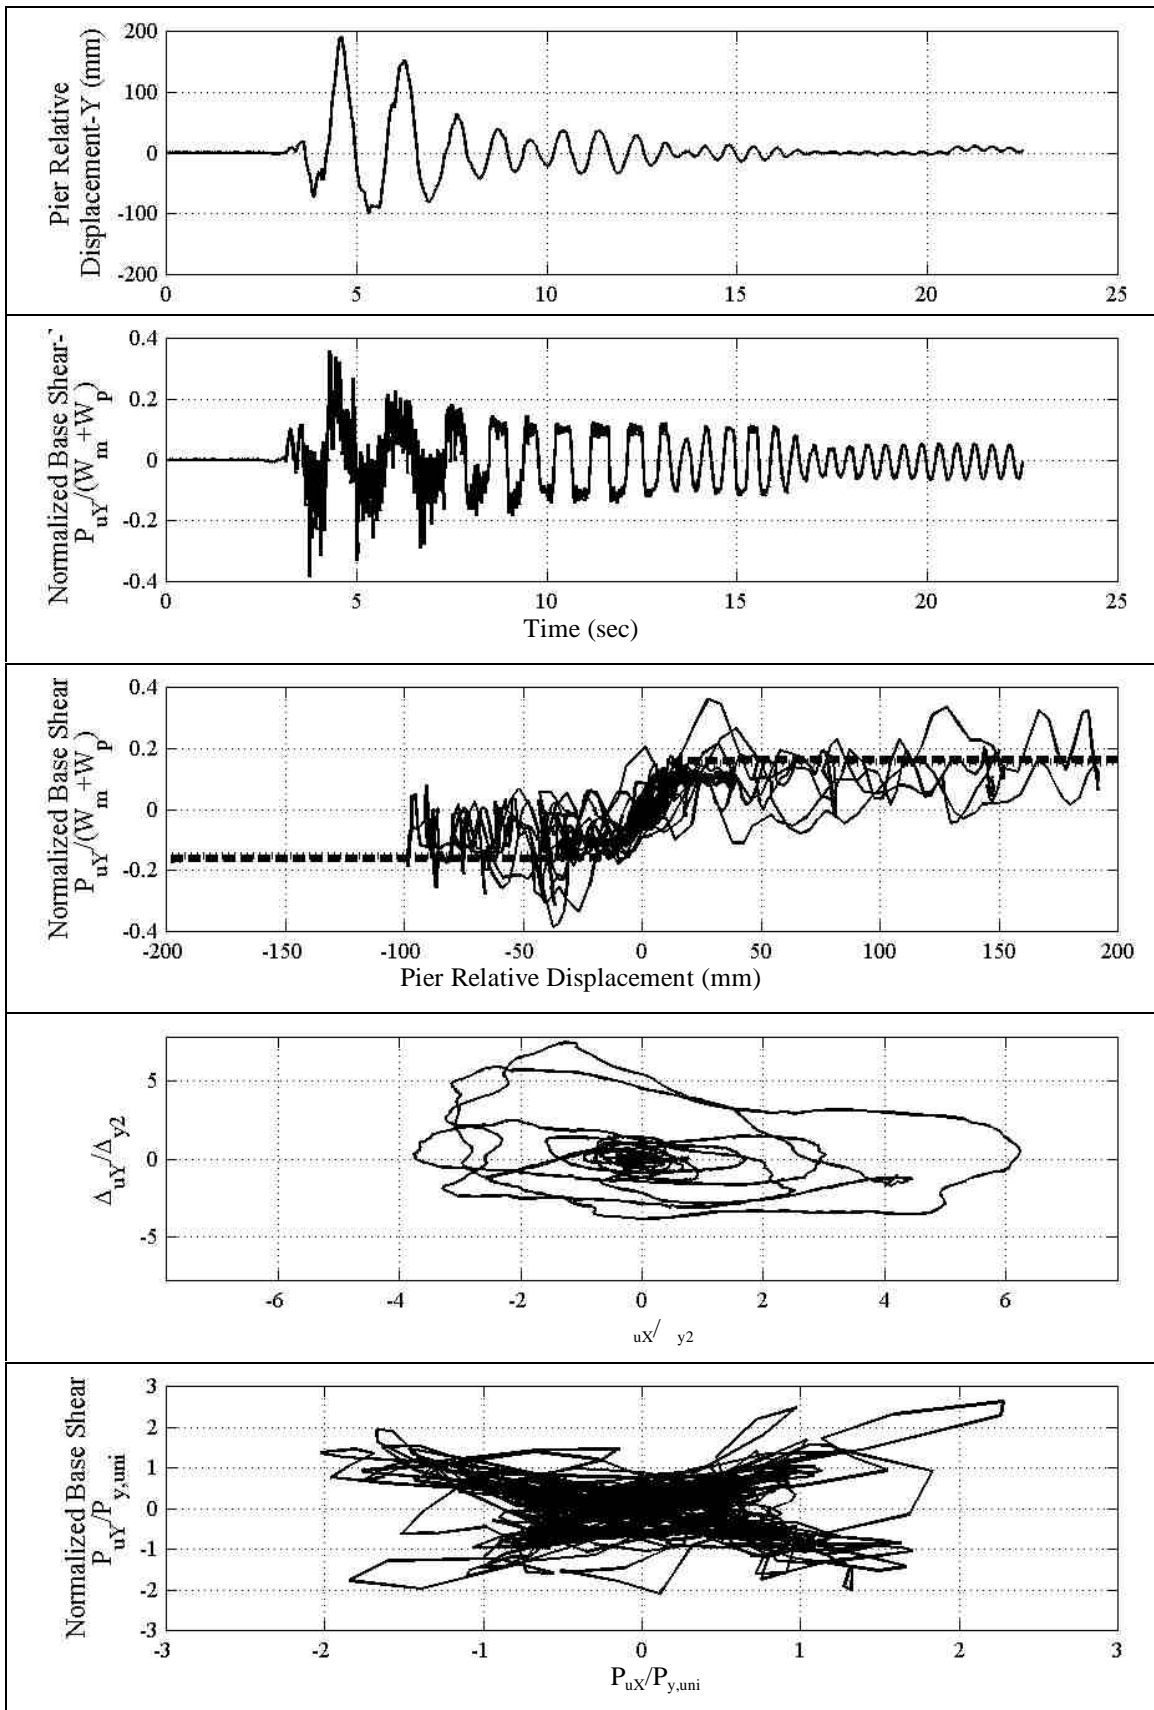 Pier Relative
Displacement-Y (mm)
200
100
0
-100
-200
0 5 10 15 20 25
Normalized Base Shear-
P_uY/(W_m+W_p)
0.4
0.2
0
-0.2
-0.4
0 5 10 15 20 25
Time (sec)
Normalized Base Shear
P_uY/(W_m+W_p)
0.4
0.2
0
-0.2
-0.4
-200 -150 -100 -50 0 50 100 150 200
Pier Relative Displacement (mm)
Δ_uY/Δ_y2
5
0
-5
-6 -4 -2 0 2 4 6
uX/ y2
Normalized Base Shear
P_uY/P_y,uni
3
2
1
0
-1
-2
-3
-3 -2 -1 0 1 2 3
P_uX/P_y,uni